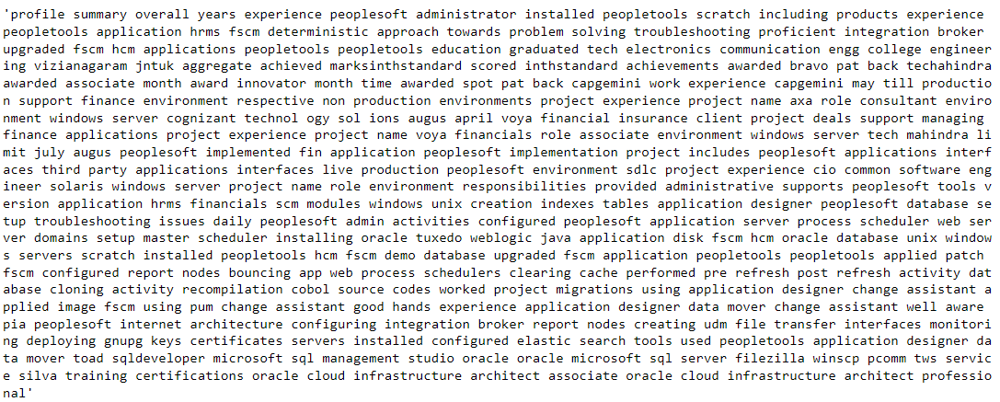 'profile summary overall years experience peoplesoft administrator installed peopletools scratch including products experience
peopletools application hrms fscm deterministic approach towards problem solving troubleshooting proficient integration broker
upgraded fscm hcm applications peopletools peopletools education graduated tech electronics communication engg college engineer
ing vizianagaram jntuk aggregate achieved marksinthstandard scored inthstandard achievements awarded bravo pat back techahindra
awarded associate month award innovator month time awarded spot pat back capgemini work experience capgemini may till productio
n support finance environment respective non production environments project experience project name axa role consultant enviro
nment windows server cognizant technol ogy sol ions augus april voya financial insurance client project deals support managing
finance applications project experience project name voya financials role associate environment windows server tech mahindra li
mit july augus peoplesoft implemented fin application peoplesoft implementation project includes peoplesoft applications interf
aces third party applications interfaces live production peoplesoft environment sdlc project experience cio common software eng
ineer solaris windows server project name role environment responsibilities provided administrative supports peoplesoft tools v
ersion application hrms financials scm modules windows unix creation indexes tables application designer peoplesoft database se
tup troubleshooting issues daily peoplesoft admin activities configured peoplesoft application server process scheduler web ser
ver domains setup master scheduler installing oracle tuxedo weblogic java application disk fscm hcm oracle database unix window
s servers scratch installed peopletools hcm fscm demo database upgraded fscm application peopletools peopletools applied patch
fscm configured report nodes bouncing app web process schedulers clearing cache performed pre refresh post refresh activity dat
abase cloning activity recompilation cobol source codes worked project migrations using application designer change assistant a
pplied image fscm using pum change assistant good hands experience application designer data mover change assistant well aware
pia peoplesoft internet architecture configuring integration broker report nodes creating udm file transfer interfaces monitori
ng deploying gnupg keys certificates servers installed configured elastic search tools used peopletools application designer da
ta mover toad sqldeveloper microsoft sql management studio oracle oracle microsoft sql server filezilla winscp pcomm tws servic
e silva training certifications oracle cloud infrastructure architect associate oracle cloud infrastructure architect professio
nal'